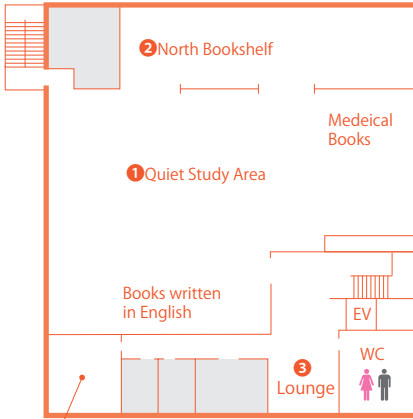 2 North Bookshelf
Medeical
Books
1 Quiet Study Area
Books written
in English
EV
3
Lounge
WC